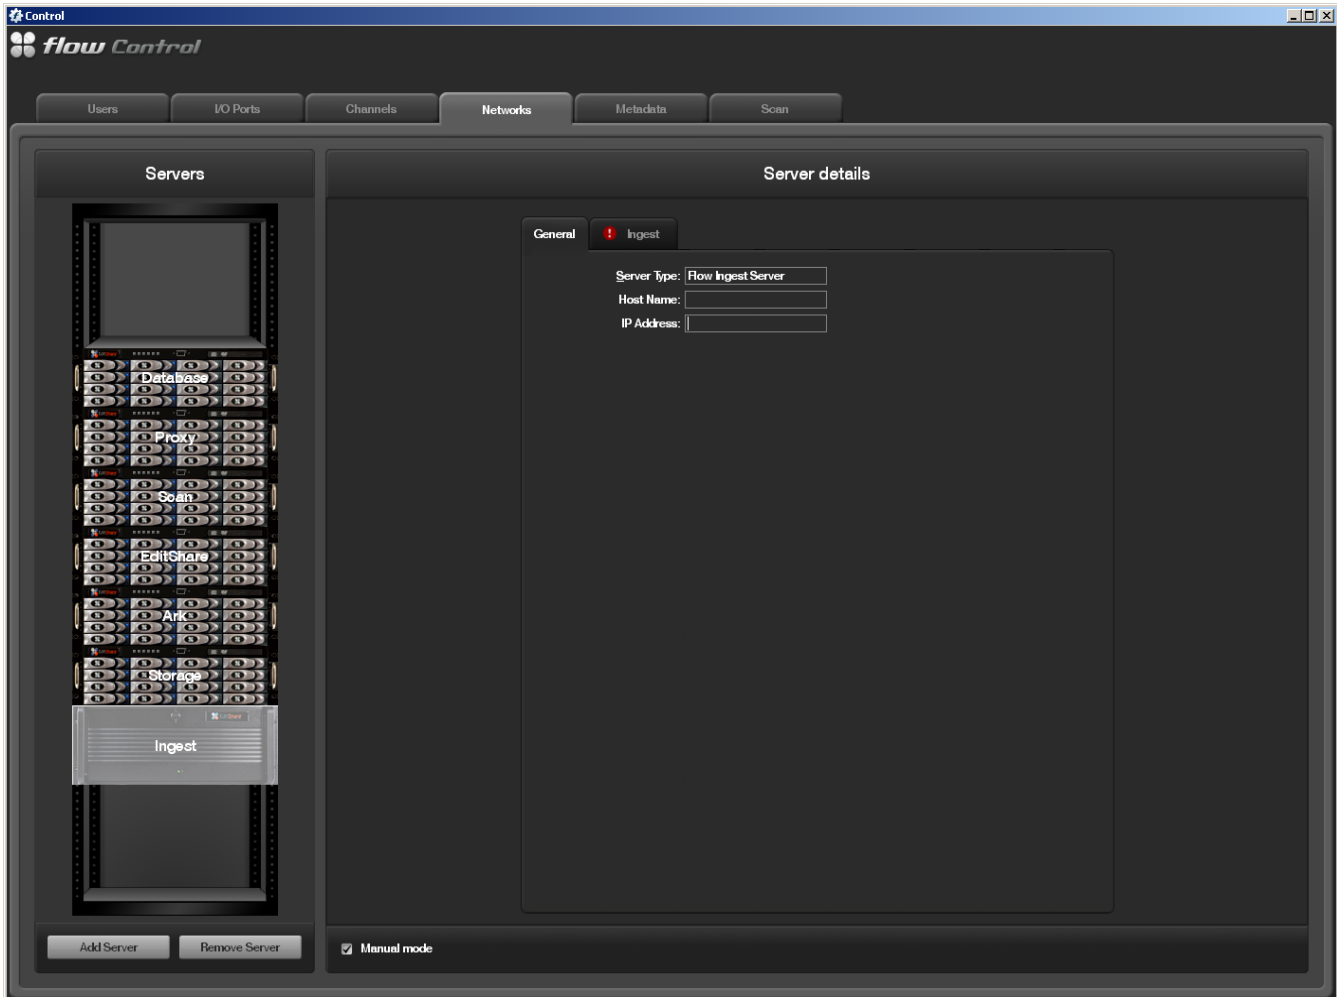 Control
flow Control
Users
I/O Ports
Channels
Networks
Metadata
Scan
Servers
Server details
Database
Proxy
Scan
EditShare
Ark
Storage
Ingest
General
! Ingest
Server Type: Flow Ingest Server
Host Name:
IP Address:
Add Server
Remove Server
Manual mode